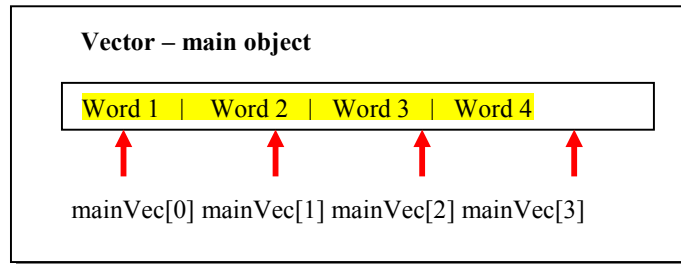 Vector – main object
Word 1 | Word 2 | Word 3 | Word 4
mainVec[0] mainVec[1] mainVec[2] mainVec[3]